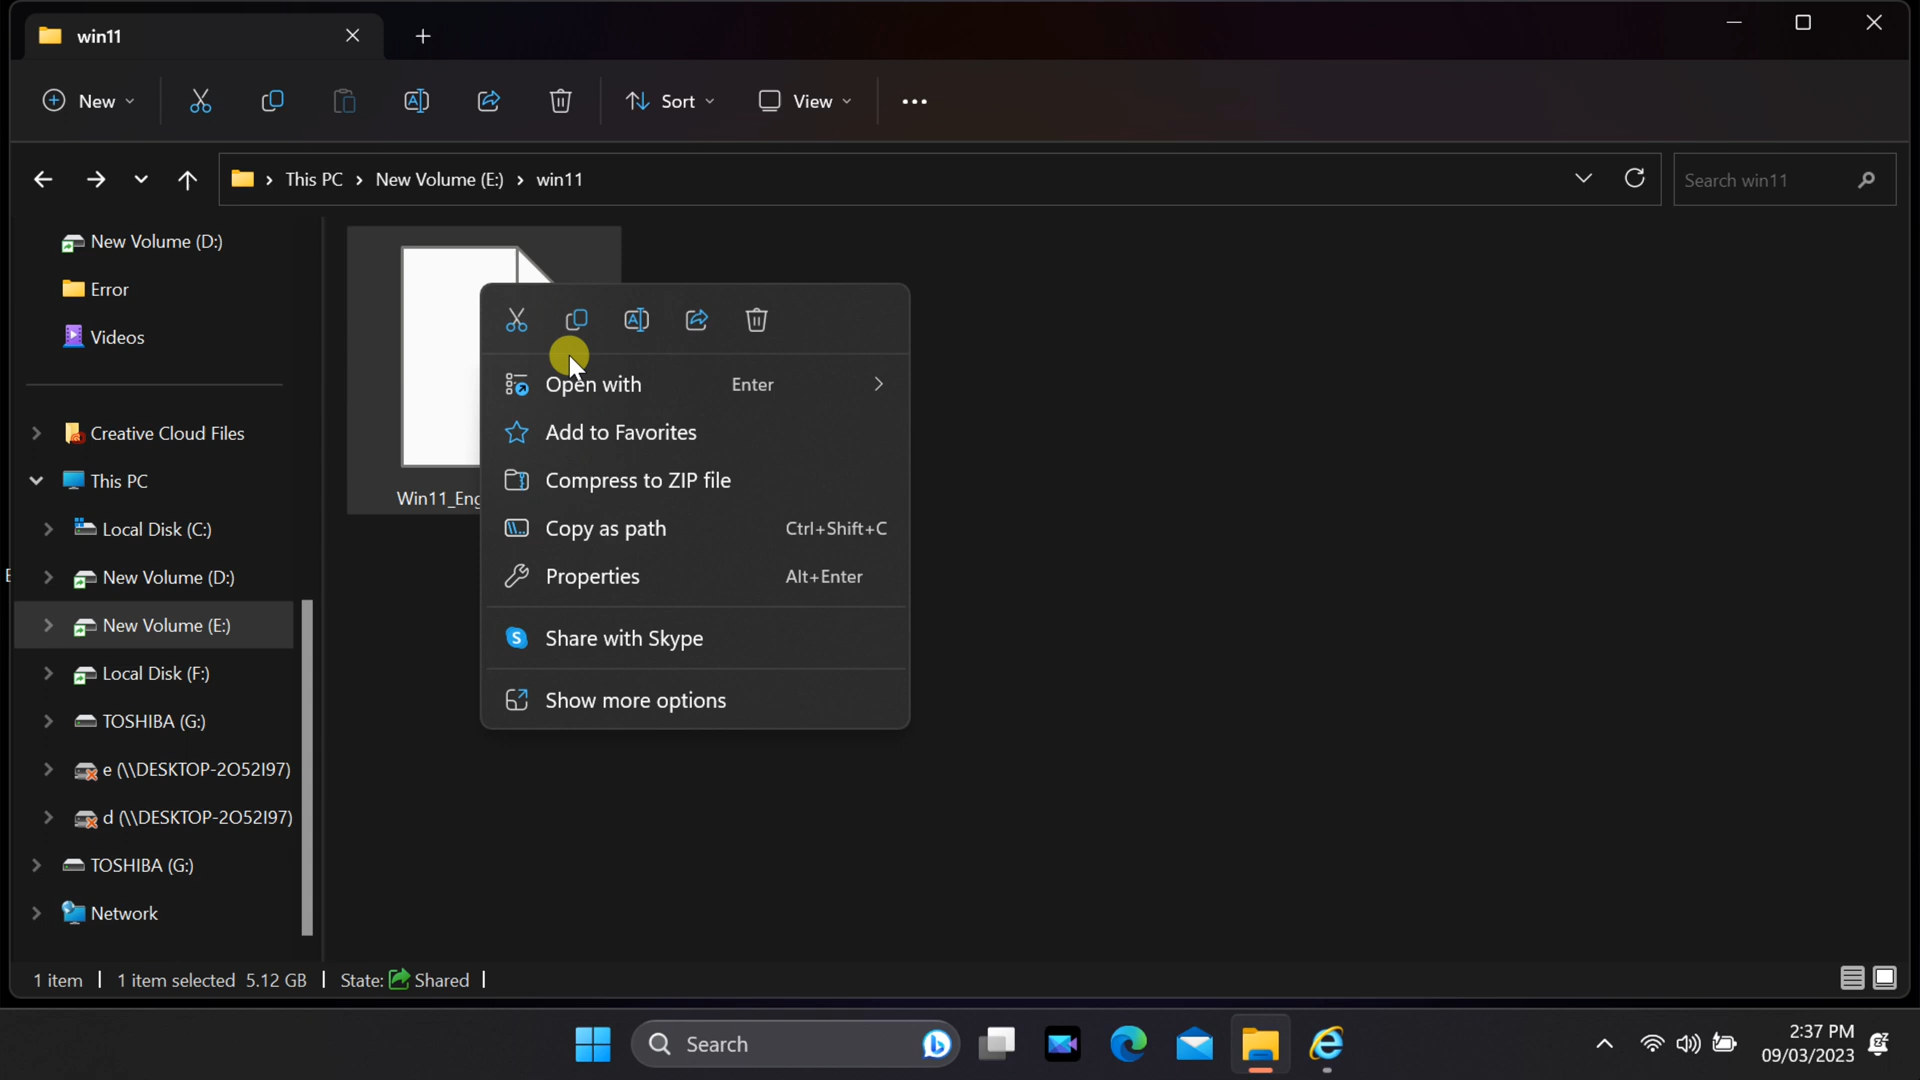 win11
New
Sort
View
This PC > New Volume (E:) > win11
Search win11
New Volume (D:)
Error
Videos
Creative Cloud Files
This PC
Local Disk (C:)
New Volume (D:)
New Volume (E:)
Local Disk (F:)
TOSHIBA (G:)
e (\\DESKTOP-2O52I97)
d (\\DESKTOP-2O52I97)
TOSHIBA (G:)
Network
Win11_Eng
Open with Enter
Add to Favorites
Compress to ZIP file
Copy as path Ctrl+Shift+C
Properties Alt+Enter
Share with Skype
Show more options
1 item | 1 item selected 5.12 GB | State: Shared |
Search
2:37 PM
09/03/2023